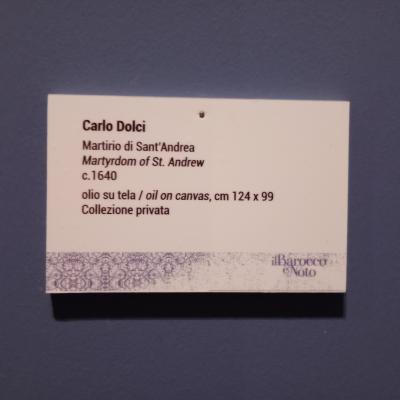 Carlo Dolci
Martirio di Sant'Andrea
Martyrdom of St. Andrew
c.1640
olio su tela / oil on canvas, cm 124 x 99
Collezione privata
il Barocco
è Noto